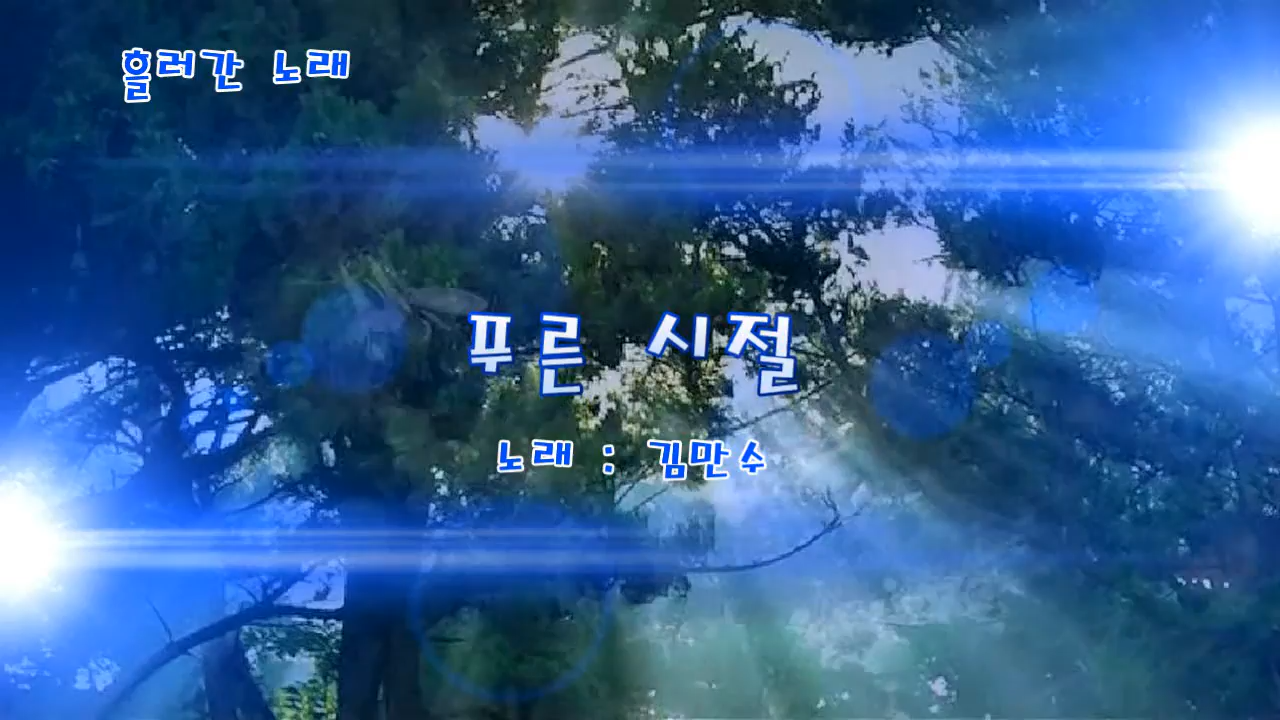 흘러간 노래
푸른 시절
노래 : 김만수